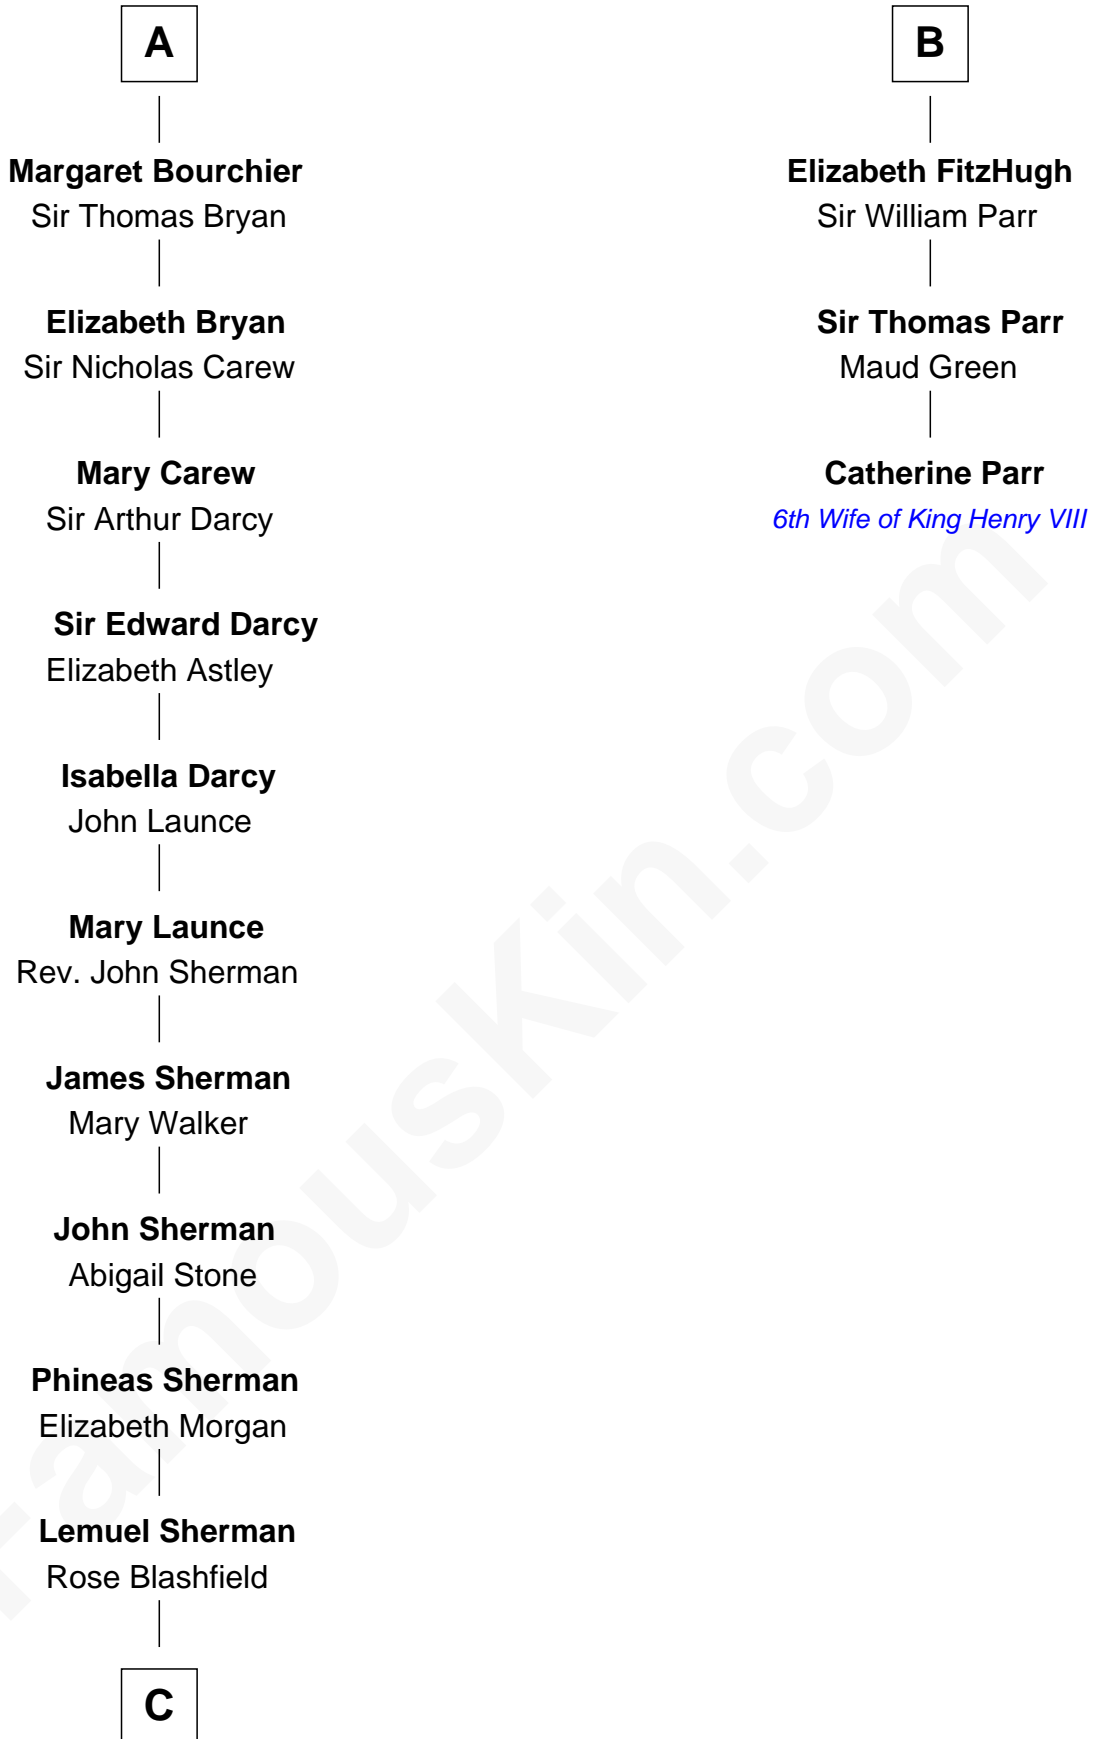 A
Margaret Bourchier
Sir Thomas Bryan
Elizabeth Bryan
Sir Nicholas Carew
Mary Carew
Sir Arthur Darcy
Sir Edward Darcy
Elizabeth Astley
Isabella Darcy
John Launce
Mary Launce
Rev. John Sherman
James Sherman
Mary Walker
John Sherman
Abigail Stone
Phineas Sherman
Elizabeth Morgan
Lemuel Sherman
Rose Blashfield
C
B
Elizabeth FitzHugh
Sir William Parr
Sir Thomas Parr
Maud Green
Catherine Parr
6th Wife of King Henry VIII
FamousKin.com